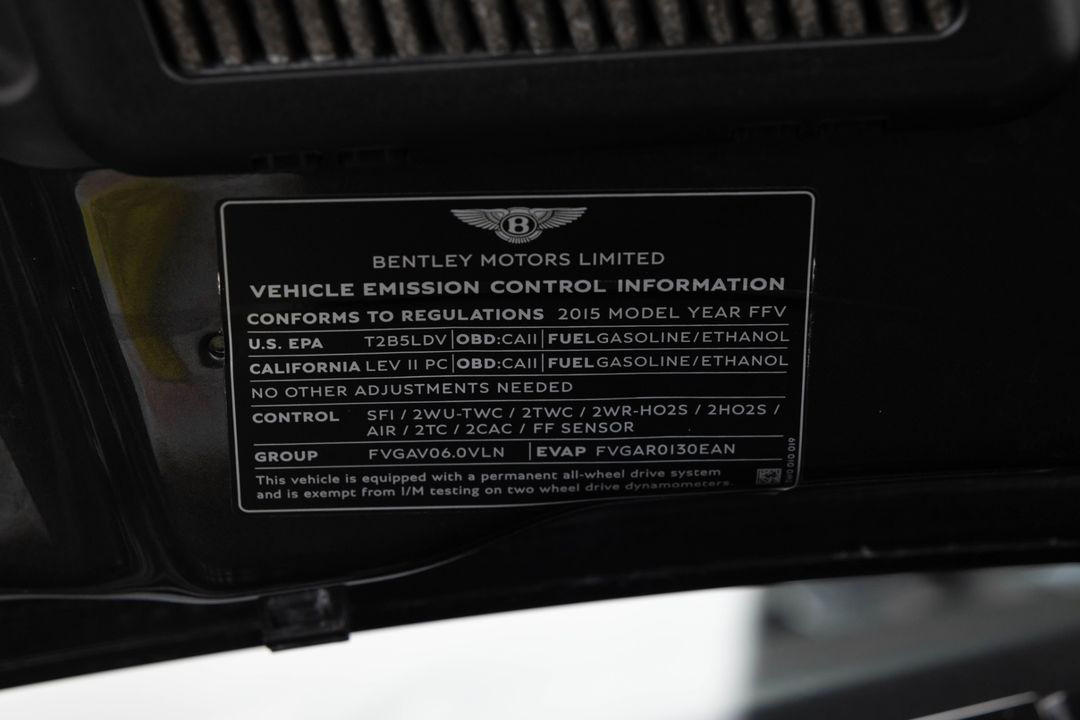 B
BENTLEY MOTORS LIMITED
VEHICLE EMISSION CONTROL INFORMATION
CONFORMS TO REGULATIONS 2015 MODEL YEAR FFV
U.S. EPA T2B5LDV OBD:CAII FUEL GASOLINE/ETHANOL
CALIFORNIA LEV II PC OBD:CAII FUEL GASOLINE/ETHANOL
NO OTHER ADJUSTMENTS NEEDED
CONTROL SFI / 2WU-TWC / 2TWC / 2WR-HO2S / 2HO2S /
AIR / 2TC / 2CAC / FF SENSOR
GROUP FVGAV06.0VLN EVAP FVGAR0130EAN
This vehicle is equipped with a permanent all-wheel drive system
and is exempt from I/M testing on two wheel drive dynamometers.
010 019